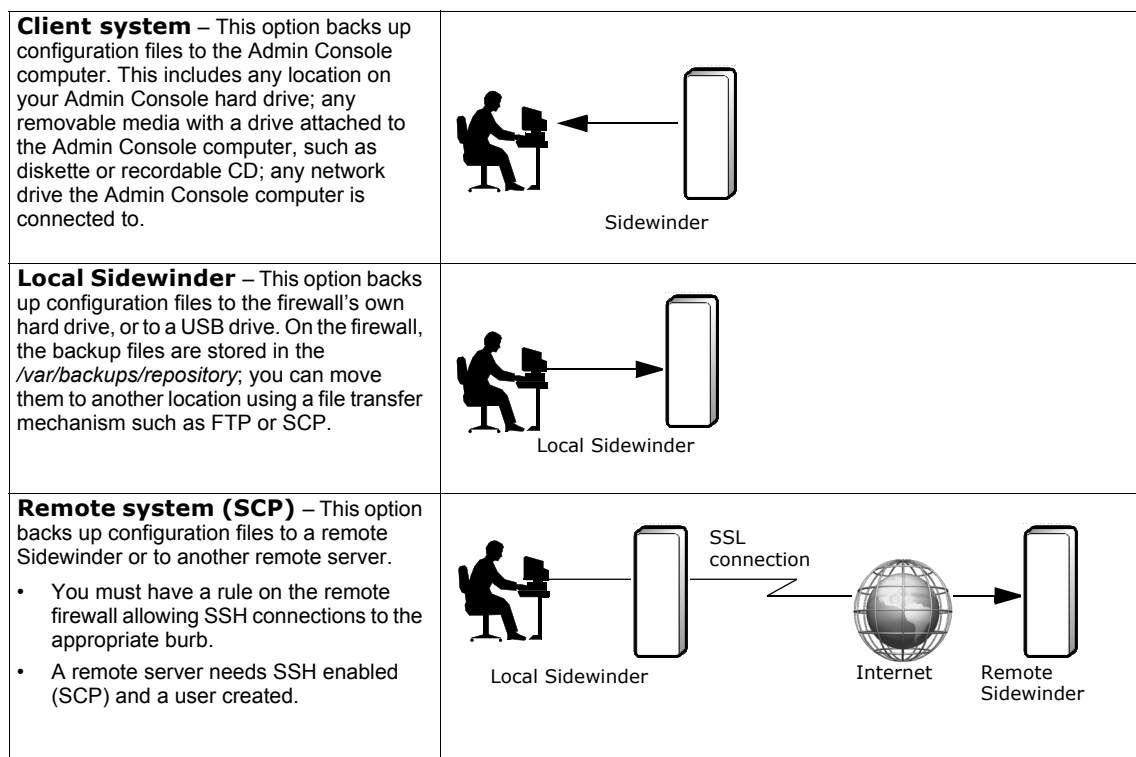 Client system – This option backs up
configuration files to the Admin Console
computer. This includes any location on
your Admin Console hard drive; any
removable media with a drive attached to
the Admin Console computer, such as
diskette or recordable CD; any network
drive the Admin Console computer is
connected to.
Sidewinder
Local Sidewinder – This option backs
up configuration files to the firewall’s own
hard drive, or to a USB drive. On the firewall,
the backup files are stored in the
/var/backups/repository; you can move
them to another location using a file transfer
mechanism such as FTP or SCP.
Local Sidewinder
Remote system (SCP) – This option
backs up configuration files to a remote
Sidewinder or to another remote server.
• You must have a rule on the remote
firewall allowing SSH connections to the
appropriate burb.
• A remote server needs SSH enabled
(SCP) and a user created.
SSL
connection
Local Sidewinder
Internet
Remote
Sidewinder